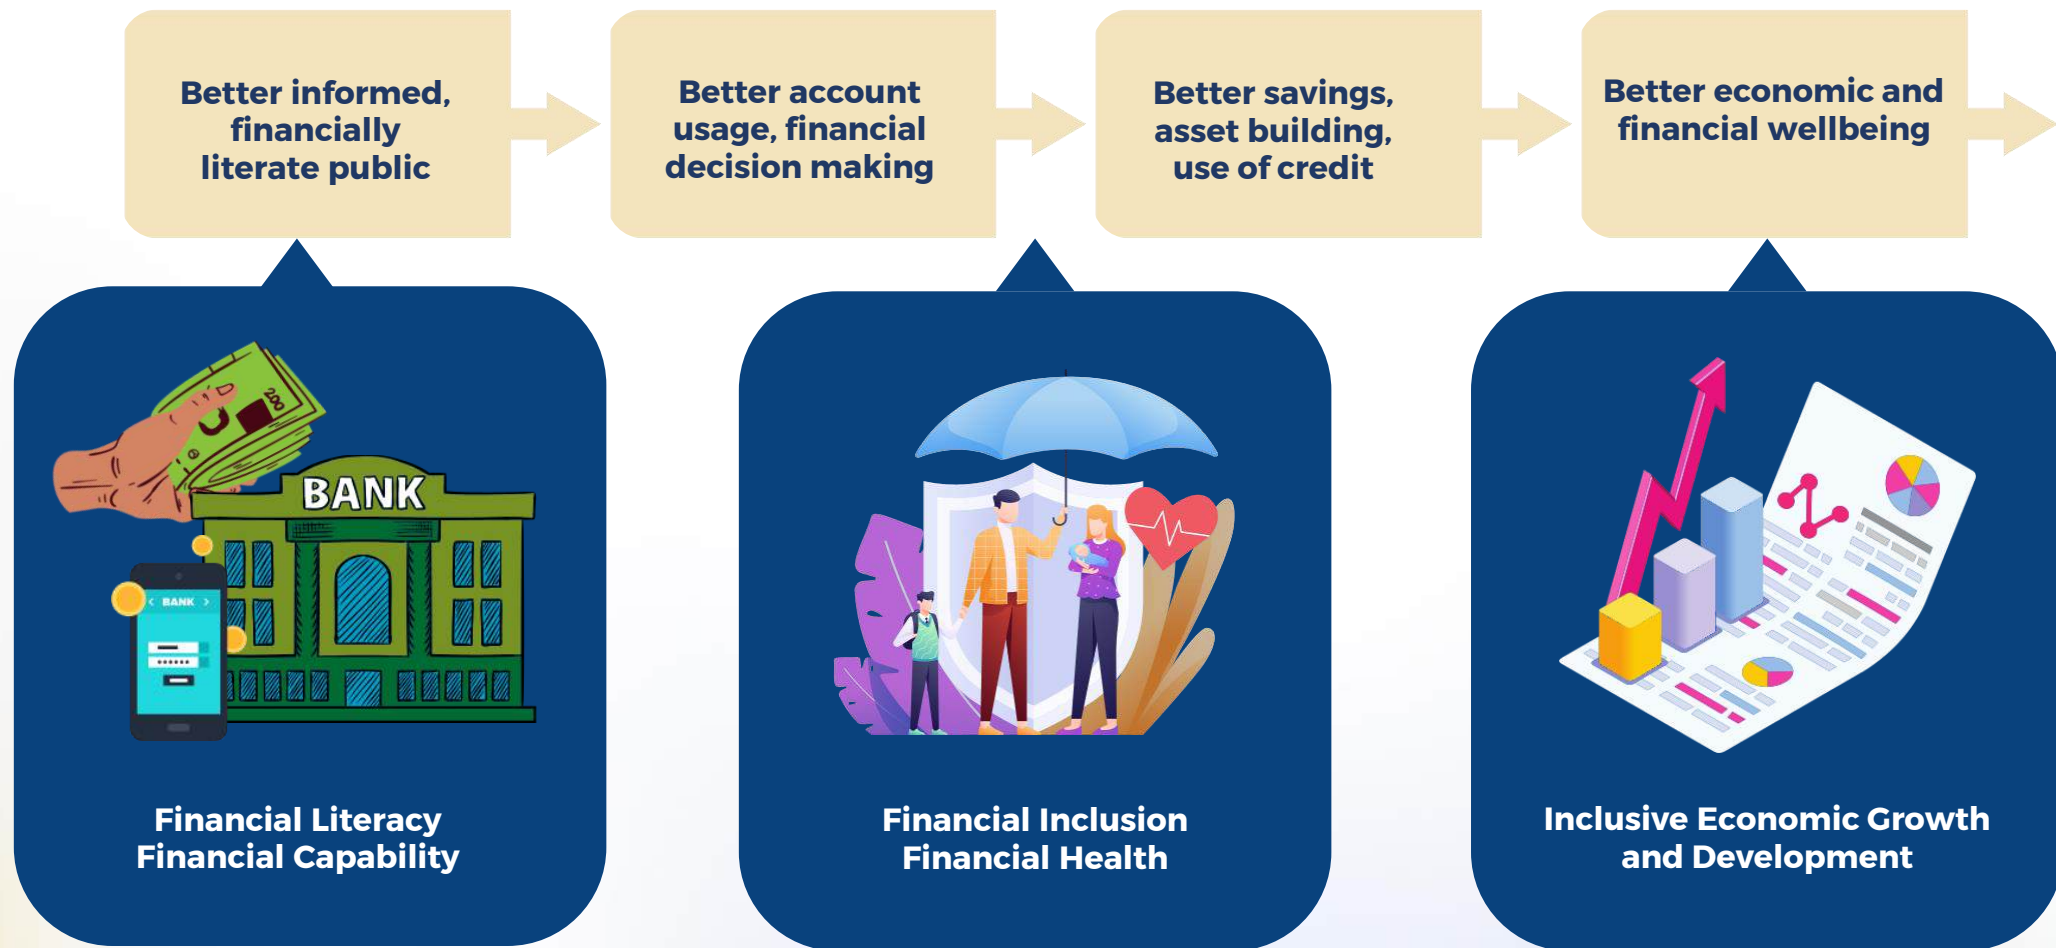 Better informed,
financially
literate public
Better account
usage, financial
decision making
Better savings,
asset building,
use of credit
Better economic and
financial wellbeing
200
BANK
< BANK >
Financial Literacy
Financial Capability
Financial Inclusion
Financial Health
Inclusive Economic Growth
and Development